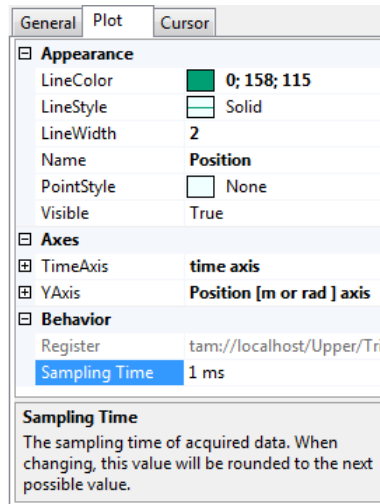 General Plot Cursor
Appearance
LineColor 0; 158; 115
LineStyle Solid
LineWidth 2
Name Position
PointStyle None
Visible True
Axes
TimeAxis time axis
YAxis Position [m or rad ] axis
Behavior
Register tam://localhost/Upper/Tri
Sampling Time 1 ms
Sampling Time
The sampling time of acquired data. When
changing, this value will be rounded to the next
possible value.